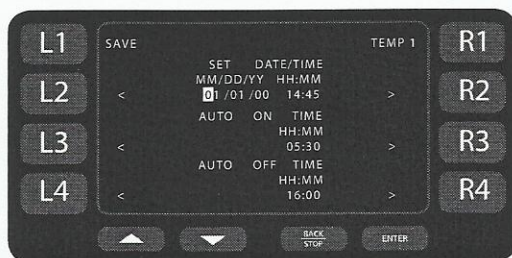 L1 SAVE TEMP 1 R1
SET DATE/TIME
MM/DD/YY HH:MM
L2 < 01/01/00 14:45 > R2
AUTO ON TIME
HH:MM
L3 < 05:30 > R3
AUTO OFF TIME
HH:MM
L4 < 16:00 > R4
BACK
STOP
ENTER